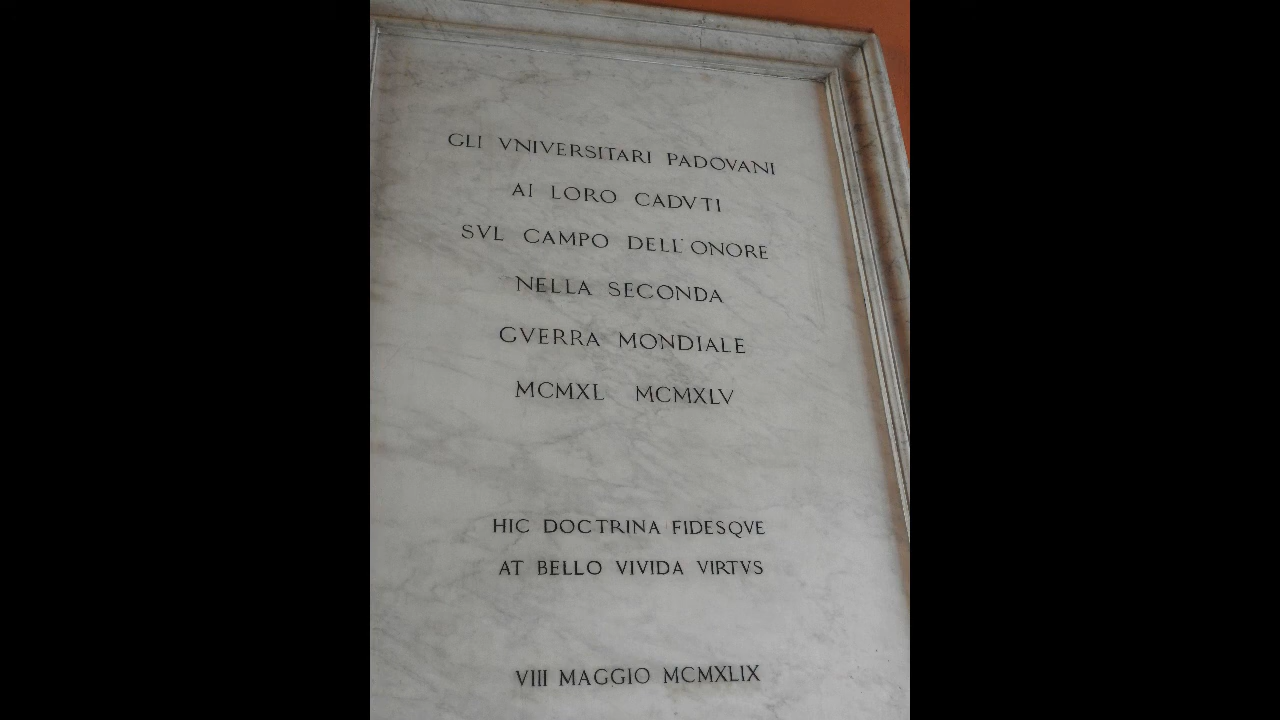 GLI VNIVERSITARI PADOVANI
AI LORO CADVTI
SVL CAMPO DELL'ONORE
NELLA SECONDA
GVERRA MONDIALE
MCMXL MCMXLV
HIC DOCTRINA FIDESQVE
AT BELLO VIVIDA VIRTVS
VIII MAGGIO MCMXLIX